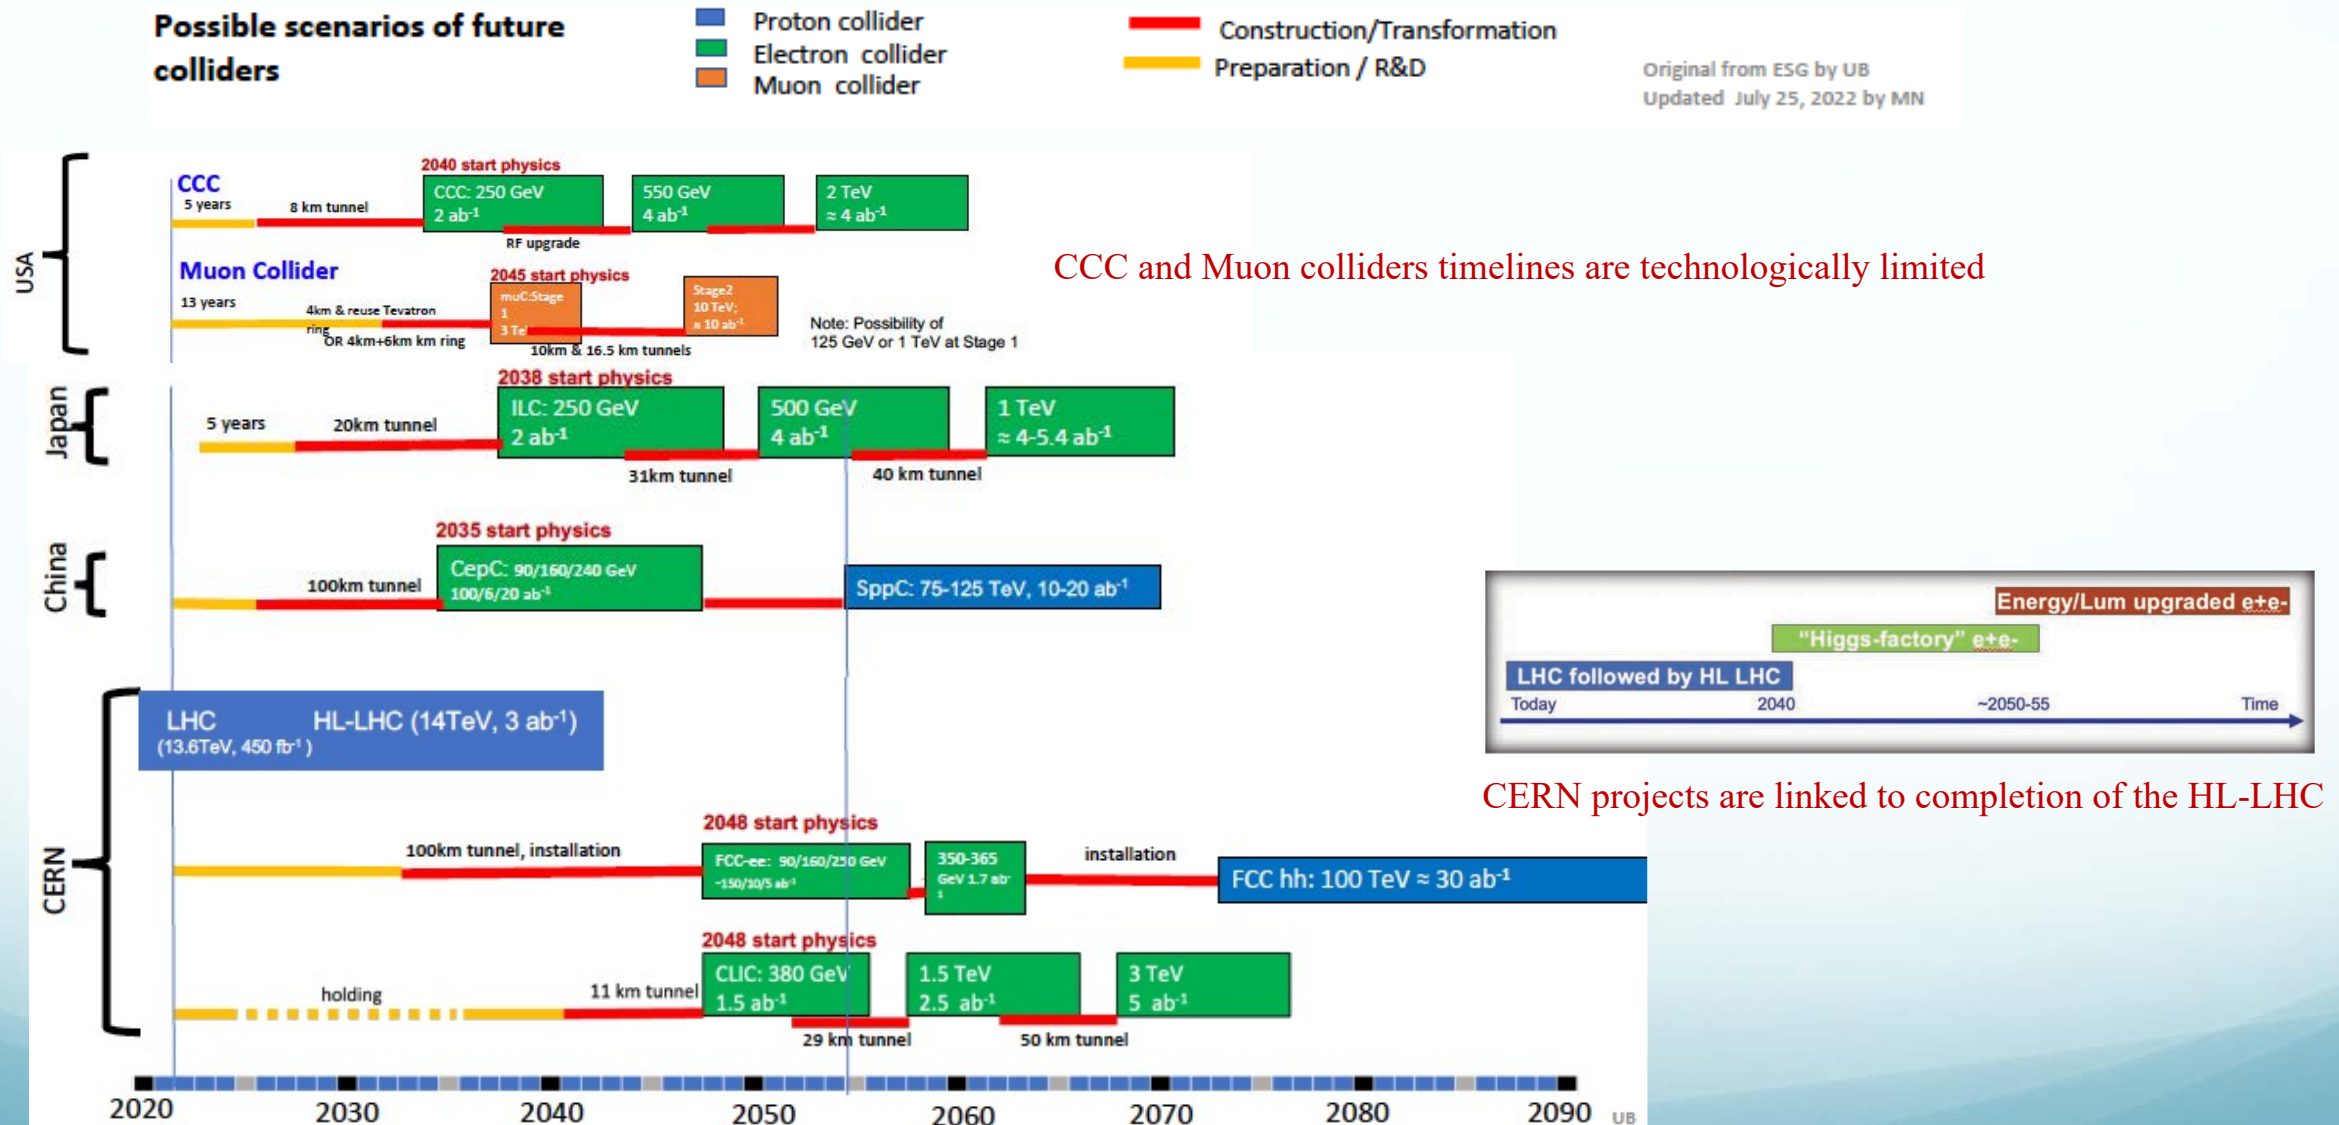 Possible scenarios of future
colliders
Proton collider
Electron collider
Muon collider
Construction/Transformation
Preparation / R&D
Original from ESG by UB
Updated July 25, 2022 by MN
USA
CCC
5 years
8 km tunnel
2040 start physics
CCC: 250 GeV
2 ab-1
RF upgrade
550 GeV
4 ab-1
2 TeV
≈ 4 ab-1
CCC and Muon colliders timelines are technologically limited
Muon Collider
13 years
4km & reuse Tevatron
ring
OR 4km+6km km ring
2045 start physics
muC:Stage
1
3 Te
10km & 16.5 km tunnels
Stage2
10 TeV;
≈ 10 ab-1
Note: Possibility of
125 GeV or 1 TeV at Stage 1
Japan
5 years
20km tunnel
2038 start physics
ILC: 250 GeV
2 ab-1
31km tunnel
500 GeV
4 ab-1
40 km tunnel
1 TeV
≈ 4-5.4 ab-1
China
100km tunnel
2035 start physics
CepC: 90/160/240 GeV
100/6/20 ab-1
SppC: 75-125 TeV, 10-20 ab-1
Energy/Lum upgraded e+e-
“Higgs-factory” e+e-
LHC followed by HL LHC
Today
2040
~2050-55
Time
CERN projects are linked to completion of the HL-LHC
CERN
LHC
(13.6TeV, 450 fb-1 )
HL-LHC (14TeV, 3 ab-1)
100km tunnel, installation
2048 start physics
FCC-ee: 90/160/250 GeV
~150/10/5 ab-1
350-365
GeV 1.7 ab-
1
installation
FCC hh: 100 TeV ≈ 30 ab-1
holding
11 km tunnel
2048 start physics
CLIC: 380 GeV
1.5 ab-1
29 km tunnel
1.5 TeV
2.5 ab-1
50 km tunnel
3 TeV
5 ab-1
2020
2030
2040
2050
2060
2070
2080
2090
UB